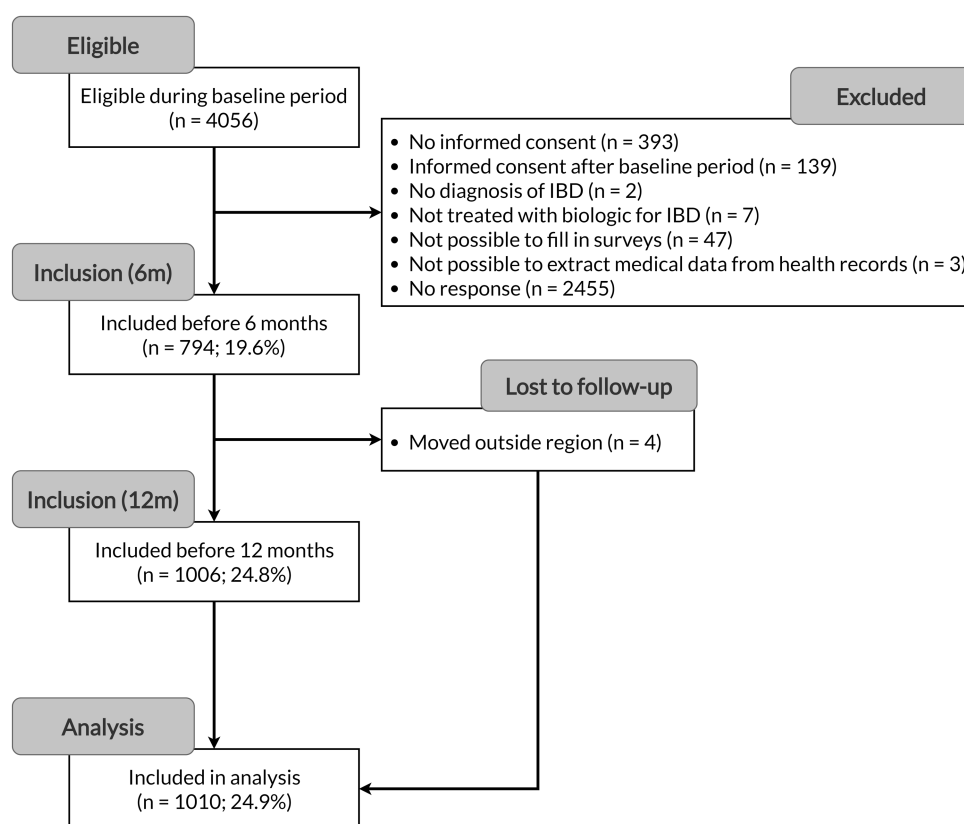 Eligible
Eligible during baseline period
(n = 4056)
Excluded
• No informed consent (n = 393)
• Informed consent after baseline period (n = 139)
• No diagnosis of IBD (n = 2)
• Not treated with biologic for IBD (n = 7)
• Not possible to fill in surveys (n = 47)
• Not possible to extract medical data from health records (n = 3)
• No response (n = 2455)
Inclusion (6m)
Included before 6 months
(n = 794; 19.6%)
Lost to follow-up
• Moved outside region (n = 4)
Inclusion (12m)
Included before 12 months
(n = 1006; 24.8%)
Analysis
Included in analysis
(n = 1010; 24.9%)